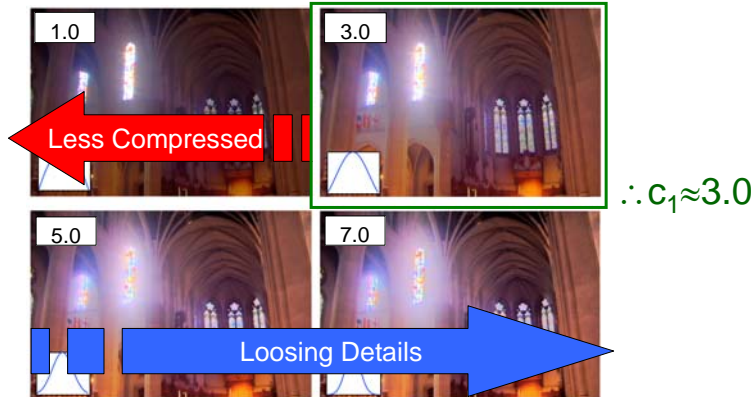 1.0
3.0
Less Compressed
∴c₁≈3.0
5.0
7.0
Loosing Details